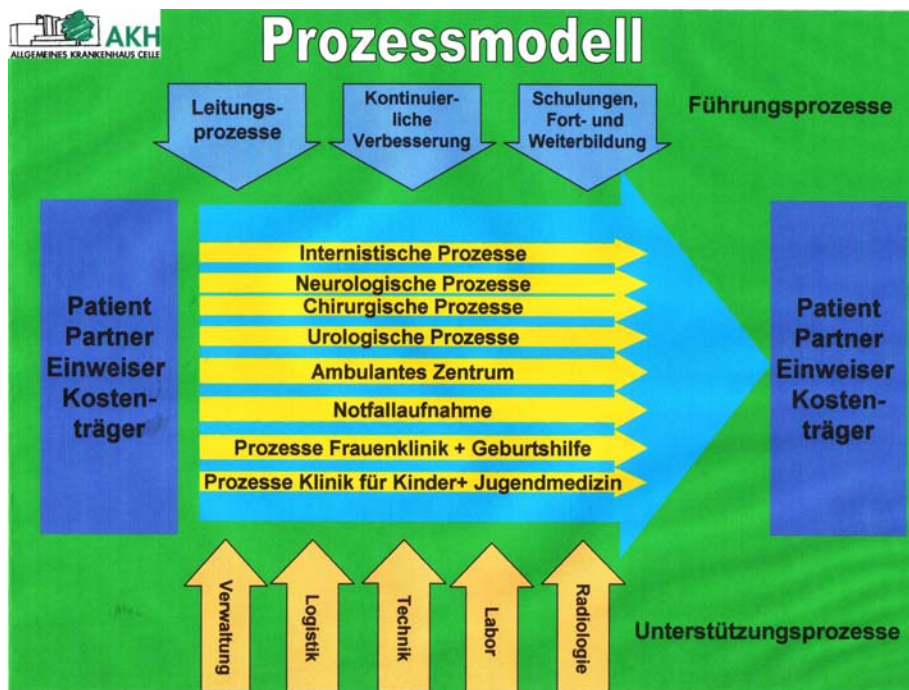 AKH
ALLGEMEINES KRANKENHAUS CELLE
Prozessmodell
Leitungs-
prozesse
Kontinuier-
liche
Verbesserung
Schulungen,
Fort- und
Weiterbildung
Führungsprozesse
Patient
Partner
Einweiser
Kosten-
träger
Internistische Prozesse
Neurologische Prozesse
Chirurgische Prozesse
Urologische Prozesse
Ambulantes Zentrum
Notfallaufnahme
Prozesse Frauenklinik + Geburtshilfe
Prozesse Klinik für Kinder+ Jugendmedizin
Patient
Partner
Einweiser
Kosten-
träger
Verwaltung
Logistik
Technik
Labor
Radiologie
Unterstützungsprozesse